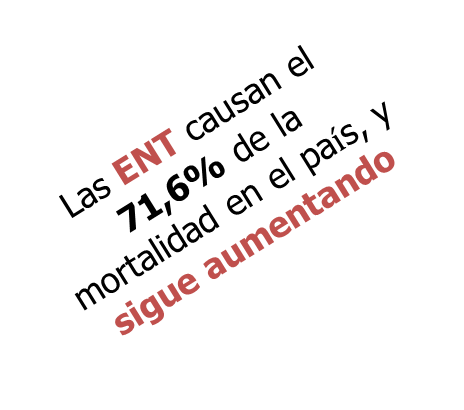 Las ENT causan el
71,6% de la
mortalidad en el país, y
sigue aumentando